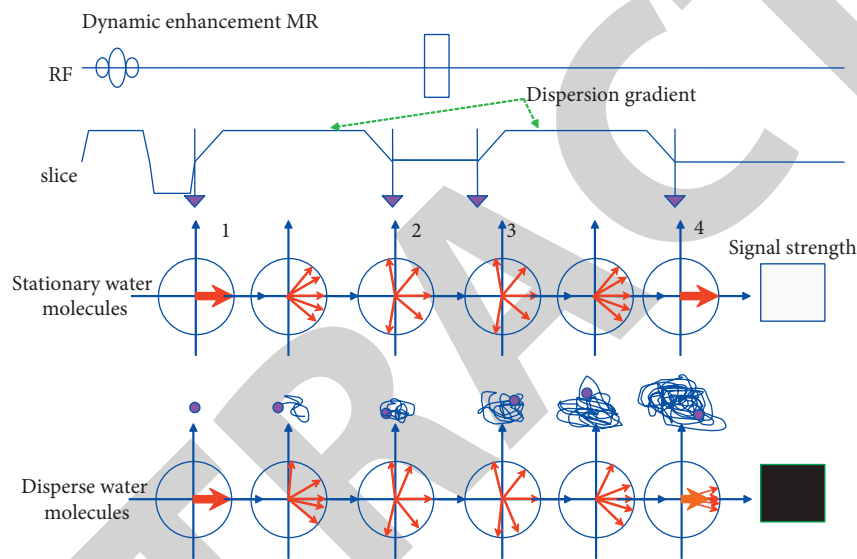 Dynamic enhancement MR
RF
Dispersion gradient
slice
1
2
3
4
Signal strength
Stationary water
molecules
Disperse water
molecules
TRACT